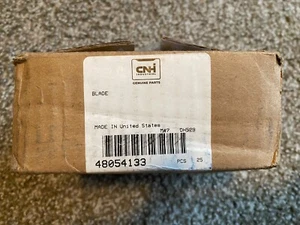 CNH
INDUSTRIAL
GENUINE PARTS
BLADE
MADE IN United States
48054133
PCS 25